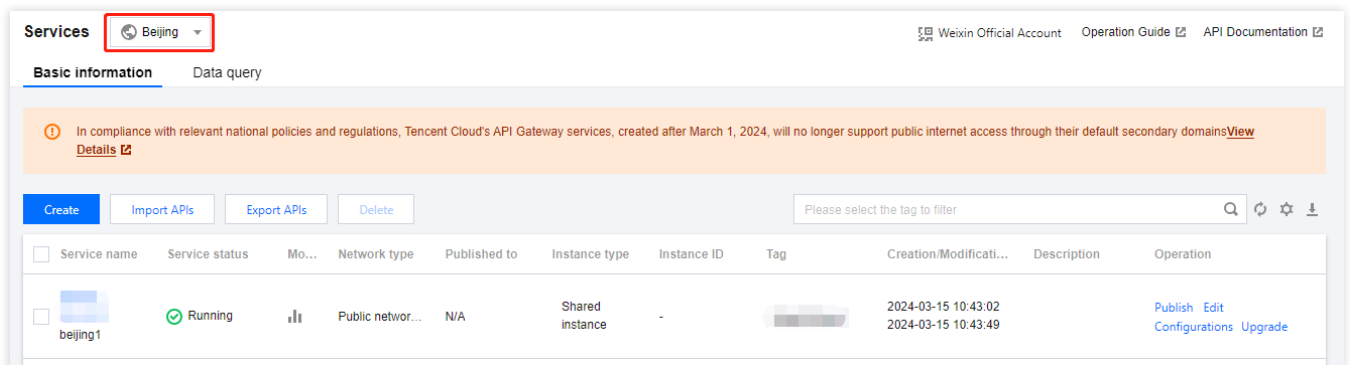 Services
Beijing
Weixin Official Account
Operation Guide
API Documentation
Basic information
Data query
In compliance with relevant national policies and regulations, Tencent Cloud's API Gateway services, created after March 1, 2024, will no longer support public internet access through their default secondary domainsView
Details
Create
Import APIs
Export APIs
Delete
Please select the tag to filter
Service name
Service status
Mo...
Network type
Published to
Instance type
Instance ID
Tag
Creation/Modificati...
Description
Operation
beijing1
Running
Public networ...
N/A
Shared
instance
-
2024-03-15 10:43:02
2024-03-15 10:43:49
Publish Edit
Configurations Upgrade